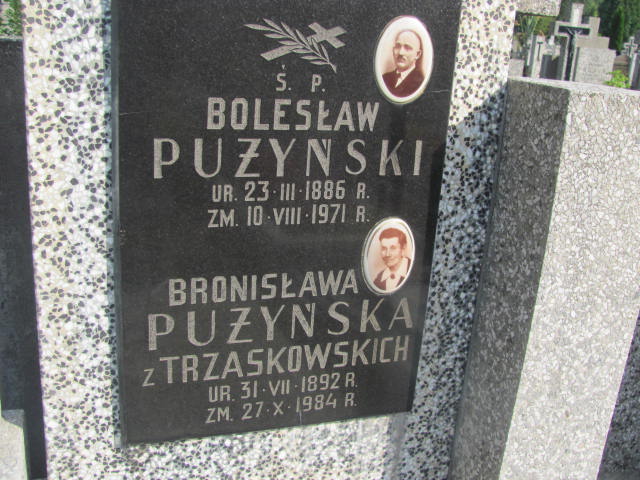 Ś. P.
BOLESŁAW
PUŻYŃSKI
UR. 23·III·1886 R.
ZM. 10·VIII·1971 R.
BRONISŁAWA
PUŻYŃSKA
Z TRZASKOWSKICH
UR. 31·VII·1892 R.
ZM. 27·X·1984 R.